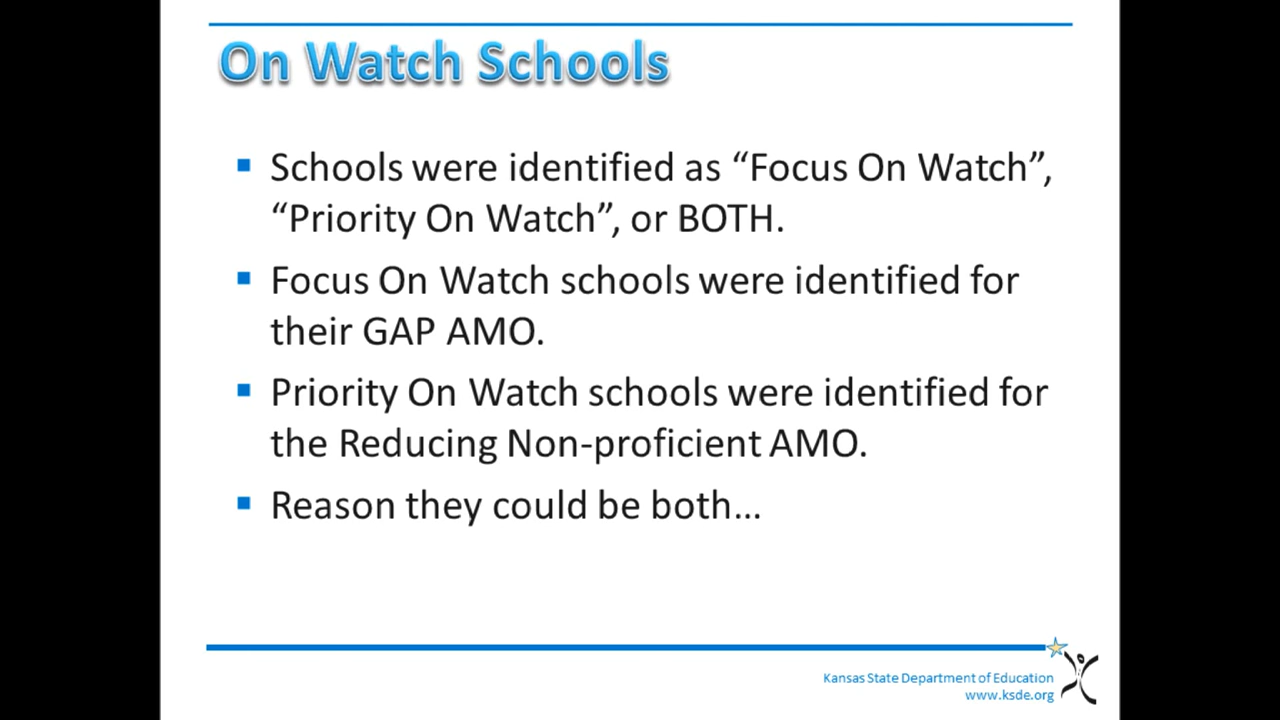 On Watch Schools
Schools were identified as “Focus On Watch”,
“Priority On Watch”, or BOTH.
Focus On Watch schools were identified for
their GAP AMO.
Priority On Watch schools were identified for
the Reducing Non-proficient AMO.
Reason they could be both…
Kansas State Department of Education
www.ksde.org